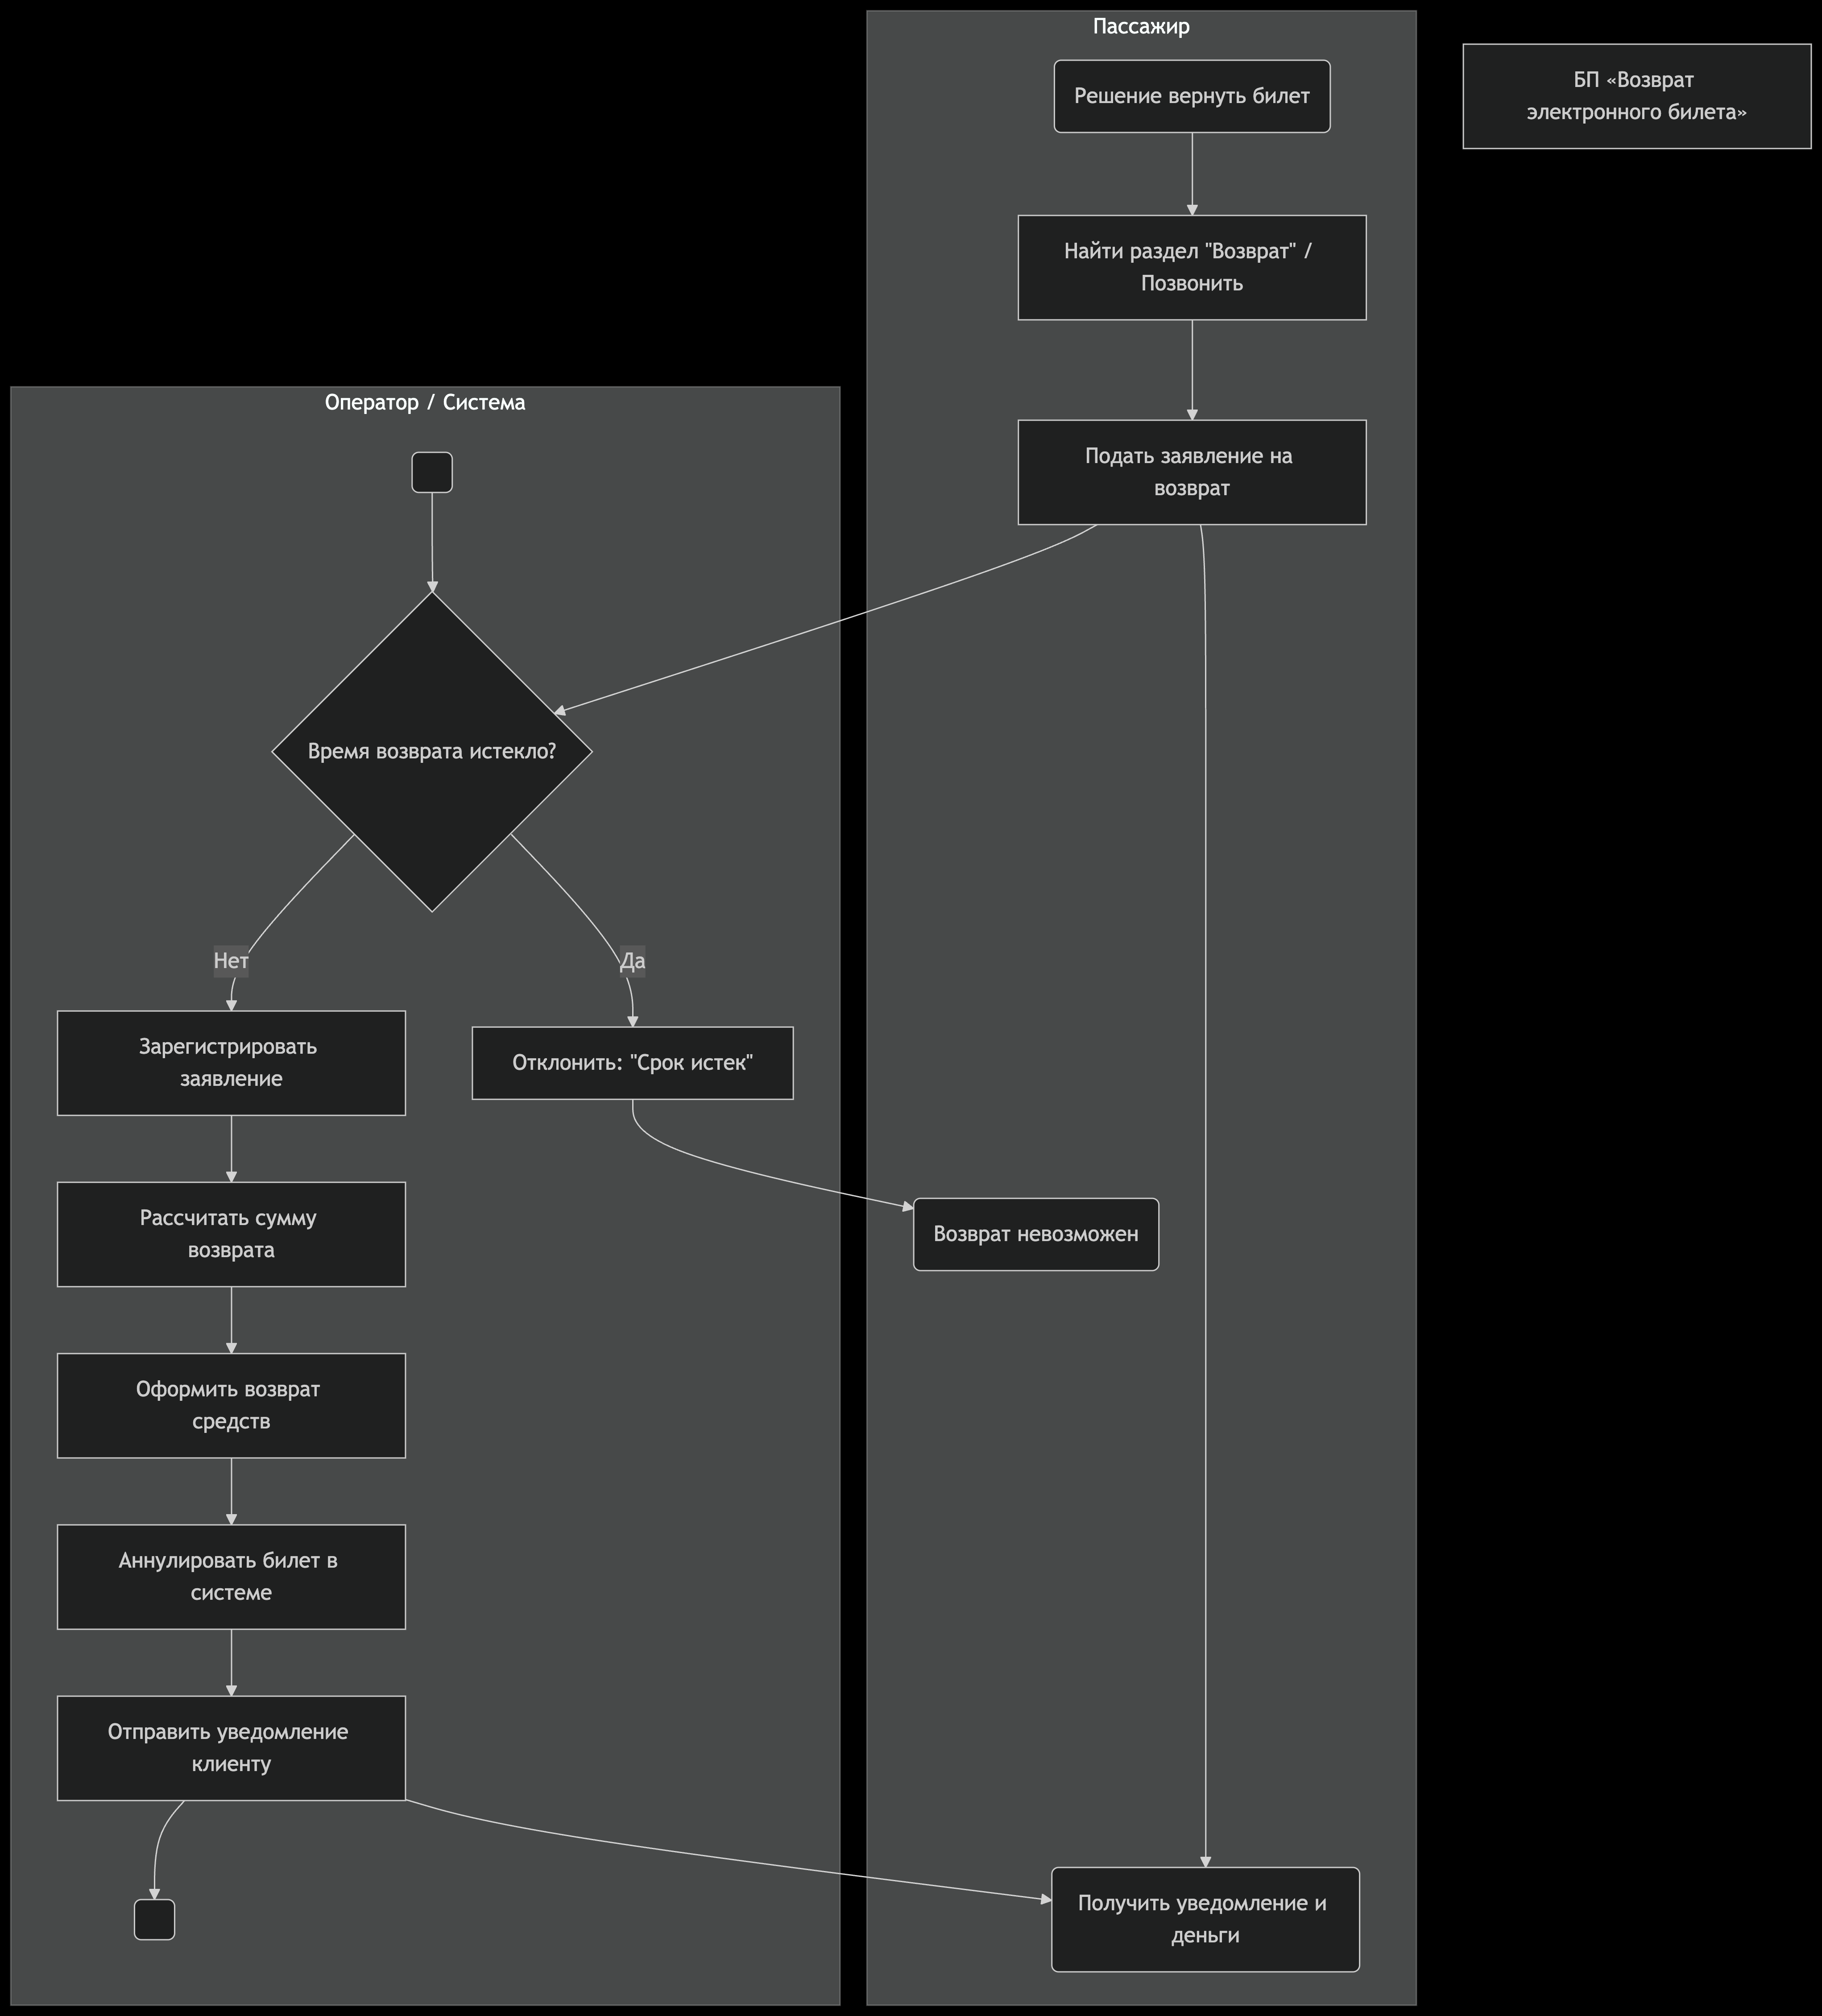 Пассажир
Решение вернуть билет
БП «Возврат
электронного билета»
Найти раздел "Возврат" /
Позвонить
Подать заявление на
возврат
Оператор / Система
Время возврата истекло?
Нет
Да
Зарегистрировать
заявление
Отклонить: "Срок истек"
Рассчитать сумму
возврата
Возврат невозможен
Оформить возврат
средств
Аннулировать билет в
системе
Отправить уведомление
клиенту
Получить уведомление и
деньги